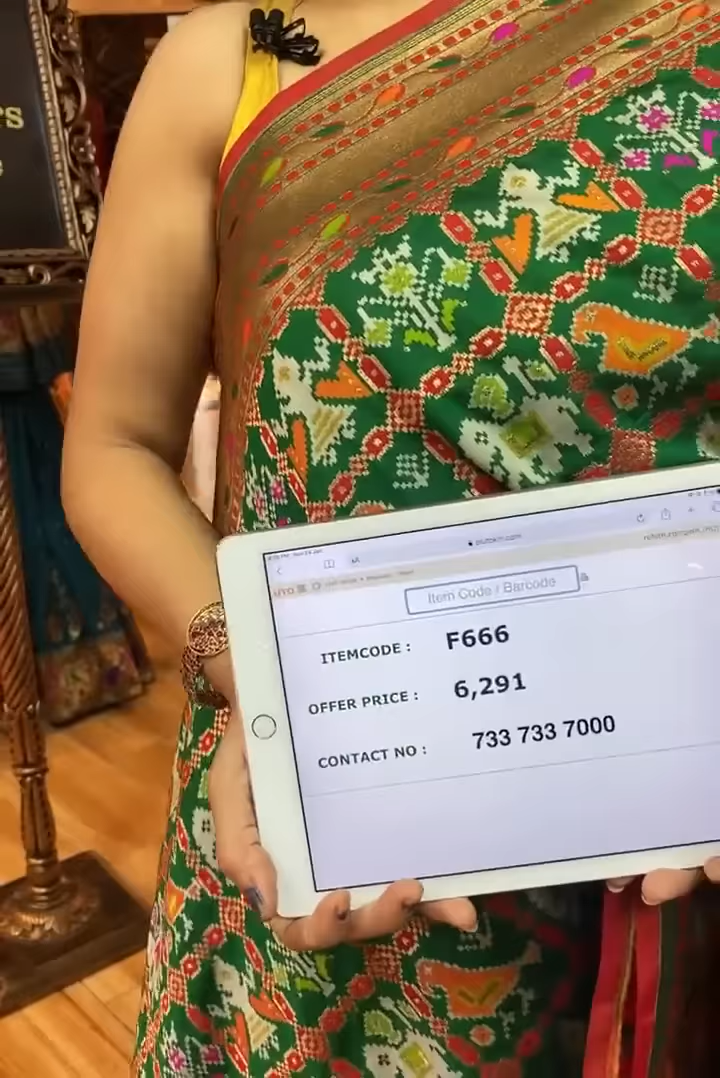 Item Code / Barcode
ITEMCODE : F666
OFFER PRICE : 6,291
CONTACT NO : 733 733 7000